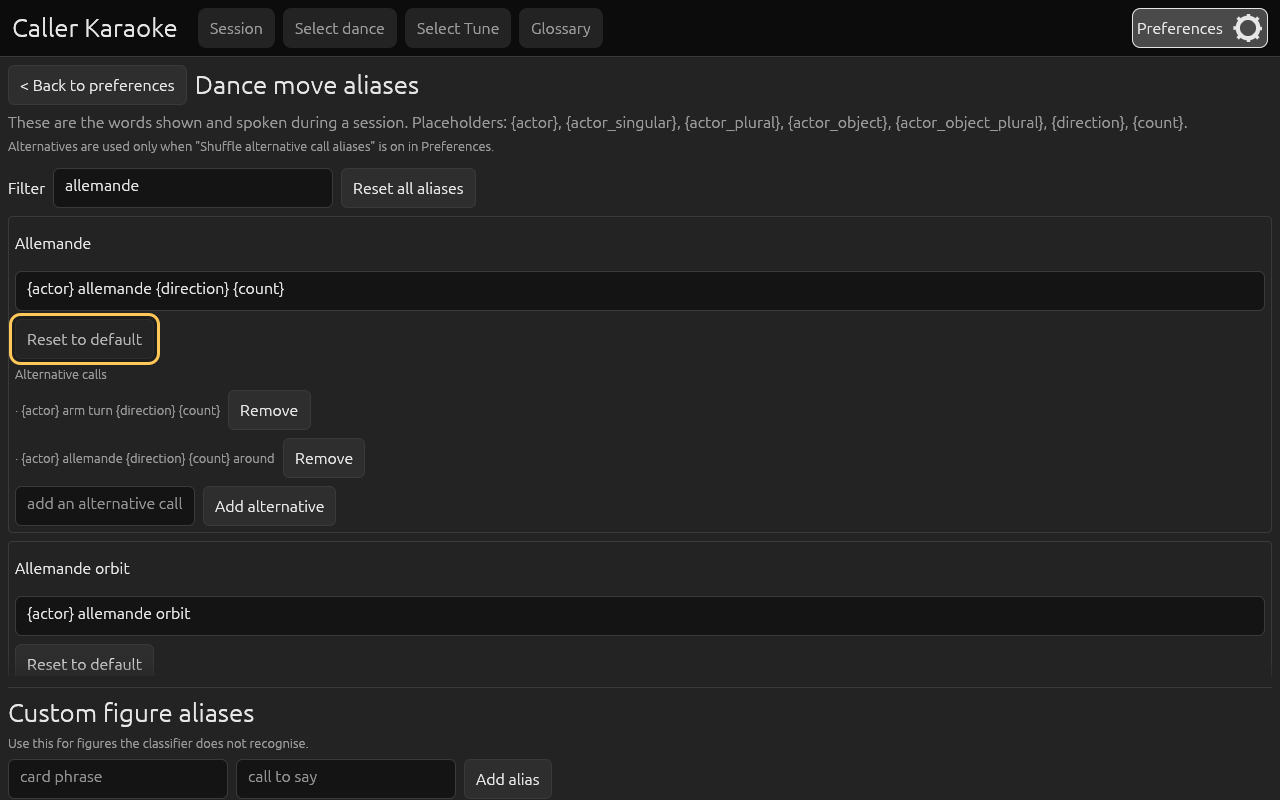 Caller Karaoke Session Select dance Select Tune Glossary Preferences
< Back to preferences Dance move aliases
These are the words shown and spoken during a session. Placeholders: {actor}, {actor_singular}, {actor_plural}, {actor_object}, {actor_object_plural}, {direction}, {count}.
Alternatives are used only when "Shuffle alternative call aliases" is on in Preferences.
Filter allemande Reset all aliases
Allemande
{actor} allemande {direction} {count}
Reset to default
Alternative calls
· {actor} arm turn {direction} {count} Remove
· {actor} allemande {direction} {count} around Remove
add an alternative call Add alternative
Allemande orbit
{actor} allemande orbit
Reset to default
Custom figure aliases
Use this for figures the classifier does not recognise.
card phrase call to say Add alias